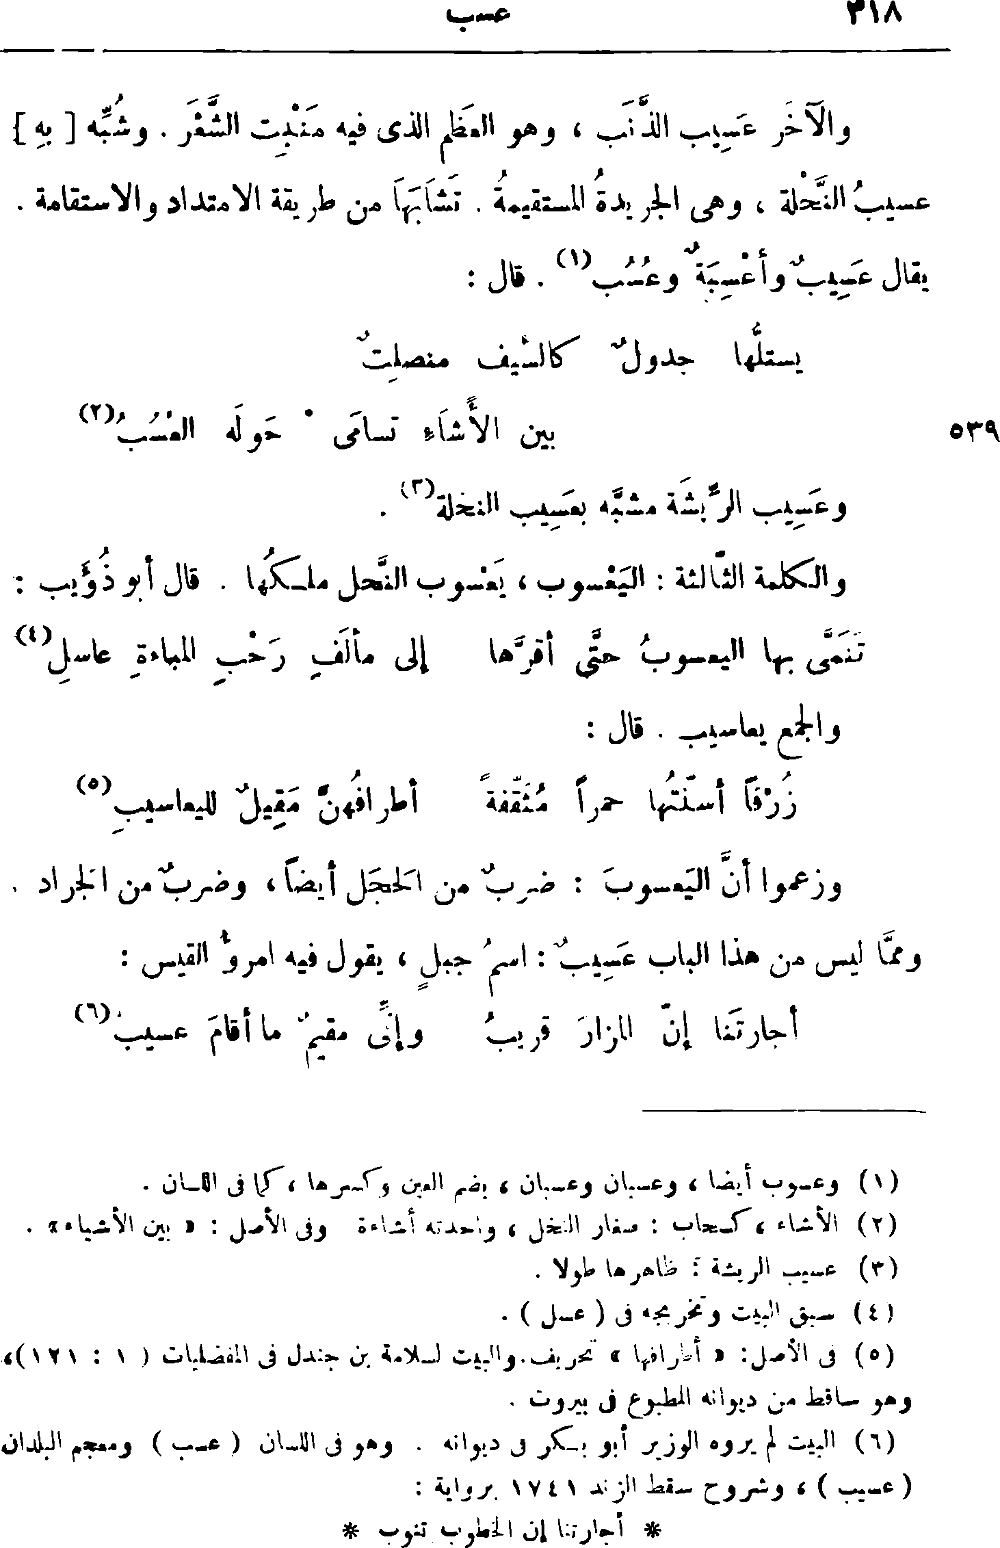 ٣١٨ عسب
والآخَر عَسِيب الذَّنَب ، وهو العَظْم الذى فيه مَنْبِت الشَّعَْر . وشُبِّه [ بِهِ ]
عسيبُ النَّخْلة ، وهى الجريدةُ المستقيمةُ . تَشَابَهَا من طريقة الامتداد والاستقامة .
يقال عَسِيبٌ وأعْسِبَةٌ وعُسُب (١) . قال :
يستلُّها جدولٌ كالسَّيف منصلِتٌ
بين الأَشَاءِ تسامَى ْ حَولَه العُسُبُ (٢) ٥٣٩
وعَسِيب الرِّيشَة مشبَّه بعَسِيب النخلة (٣) .
والكلمة الثَّالثة : اليَعْسوب ، يَعْسوب النَّحل ملكُها . قال أبو ذُؤَيب :
تَنَمَّى بها اليعسوبُ حتَّى أقرَّها إلى مألَفٍ رَحْبِ المباءةِ عاسلِ (٤)
والجمع يعاسيب . قال :
زُرْقاً أسنّتُها حمراً مُثَقّفةً أطرافُهنَّ مَقِيلٌ لليعاسيبِ (٥)
وزعموا أنَّ اليَعسوبَ : ضربٌ من الحَجَل أيضاً ، وضربٌ من الجراد .
وممَّا ليس من هذا الباب عَسِيبٌ : اسمُ جبلٍ ، يقول فيه امرؤُ القيس :
أجارتَنا إنّ المزارَ قريبُ وإنِّى مقيمٌ ما أقامَ عسيبُ (٦)
(١) وعسوب أيضا ، وعسبان وعسبان ، بضم العين وكسرها ، كما فى اللسان .
(٢) الأشاء ، كسحاب : صغار النخل ، واحدته أشاءة وفى الأصل : « بين الأشياء » .
(٣) عسيب الريشة : ظاهرها طولا .
(٤) سبق البيت وتخريجه فى ( عسل ) .
(٥) فى الأصل : « أطرافها » تحريف . والبيت لسلامة بن جندل فى المفضليات ( ١ : ١٢١ ) ،
وهو ساقط من ديوانه المطبوع فى بيروت .
(٦) البيت لم يروه الوزير أبو بكر فى ديوانه . وهو فى اللسان ( عسب ) ومعجم البلدان
( عسيب ) ، وشروح سقط الزند ١٧٤١ برواية :
* أجارتنا إن الخطوب تنوب *